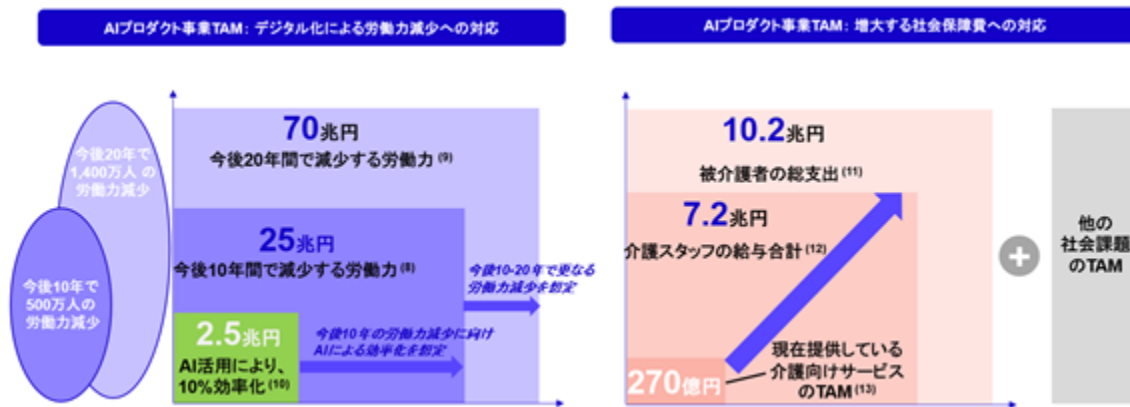 AIプロダクト事業TAM: デジタル化による労働力減少への対応
今後20年で
1,400万人 の
労働力減少
今後10年で
500万人の
労働力減少
70兆円
今後20年間で減少する労働力 (9)
25兆円
今後10年間で減少する労働力 (8)
今後10-20年で更なる
労働力減少を想定
2.5兆円
AI活用により、
10%効率化 (10)
今後10年の労働力減少に向け
AIによる効率化を想定
AIプロダクト事業TAM: 増大する社会保障費への対応
10.2兆円
被介護者の総支出 (11)
7.2兆円
介護スタッフの給与合計 (12)
270億円
現在提供している
介護向けサービス
のTAM (13)
+
他の
社会課題
のTAM